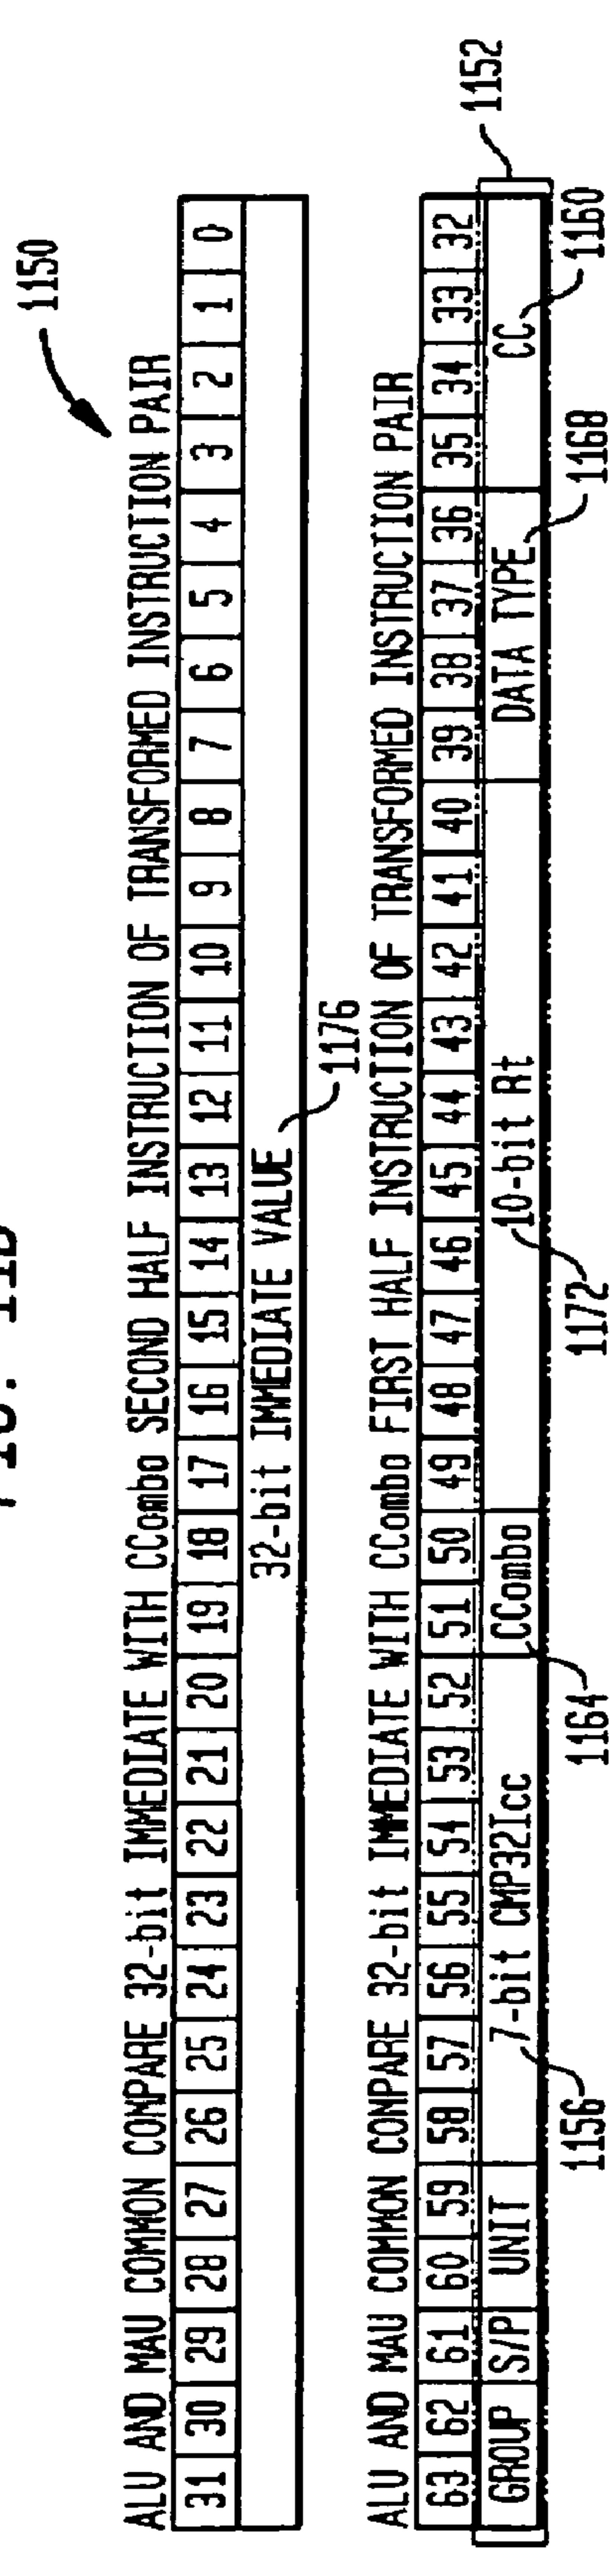 1150
ALU AND MAU COMMON COMPARE 32-bit IMMEDIATE WITH CCombo SECOND HALF INSTRUCTION OF TRANSFORMED INSTRUCTION PAIR
31 30 29 28 27 26 25 24 23 22 21 20 19 18 17 16 15 14 13 12 11 10 9 8 7 6 5 4 3 2 1 0
32-bit IMMEDIATE VALUE
1176
ALU AND MAU COMMON COMPARE 32-bit IMMEDIATE WITH CCombo FIRST HALF INSTRUCTION OF TRANSFORMED INSTRUCTION PAIR
1152
63 62 61 60 59 58 57 56 55 54 53 52 51 50 49 48 47 46 45 44 43 42 41 40 39 38 37 36 35 34 33 32
GROUP S/P UNIT 7-bit CMP32Icc CCombo 10-bit Rt DATA TYPE CC
1156 1164 1172 1168 1160